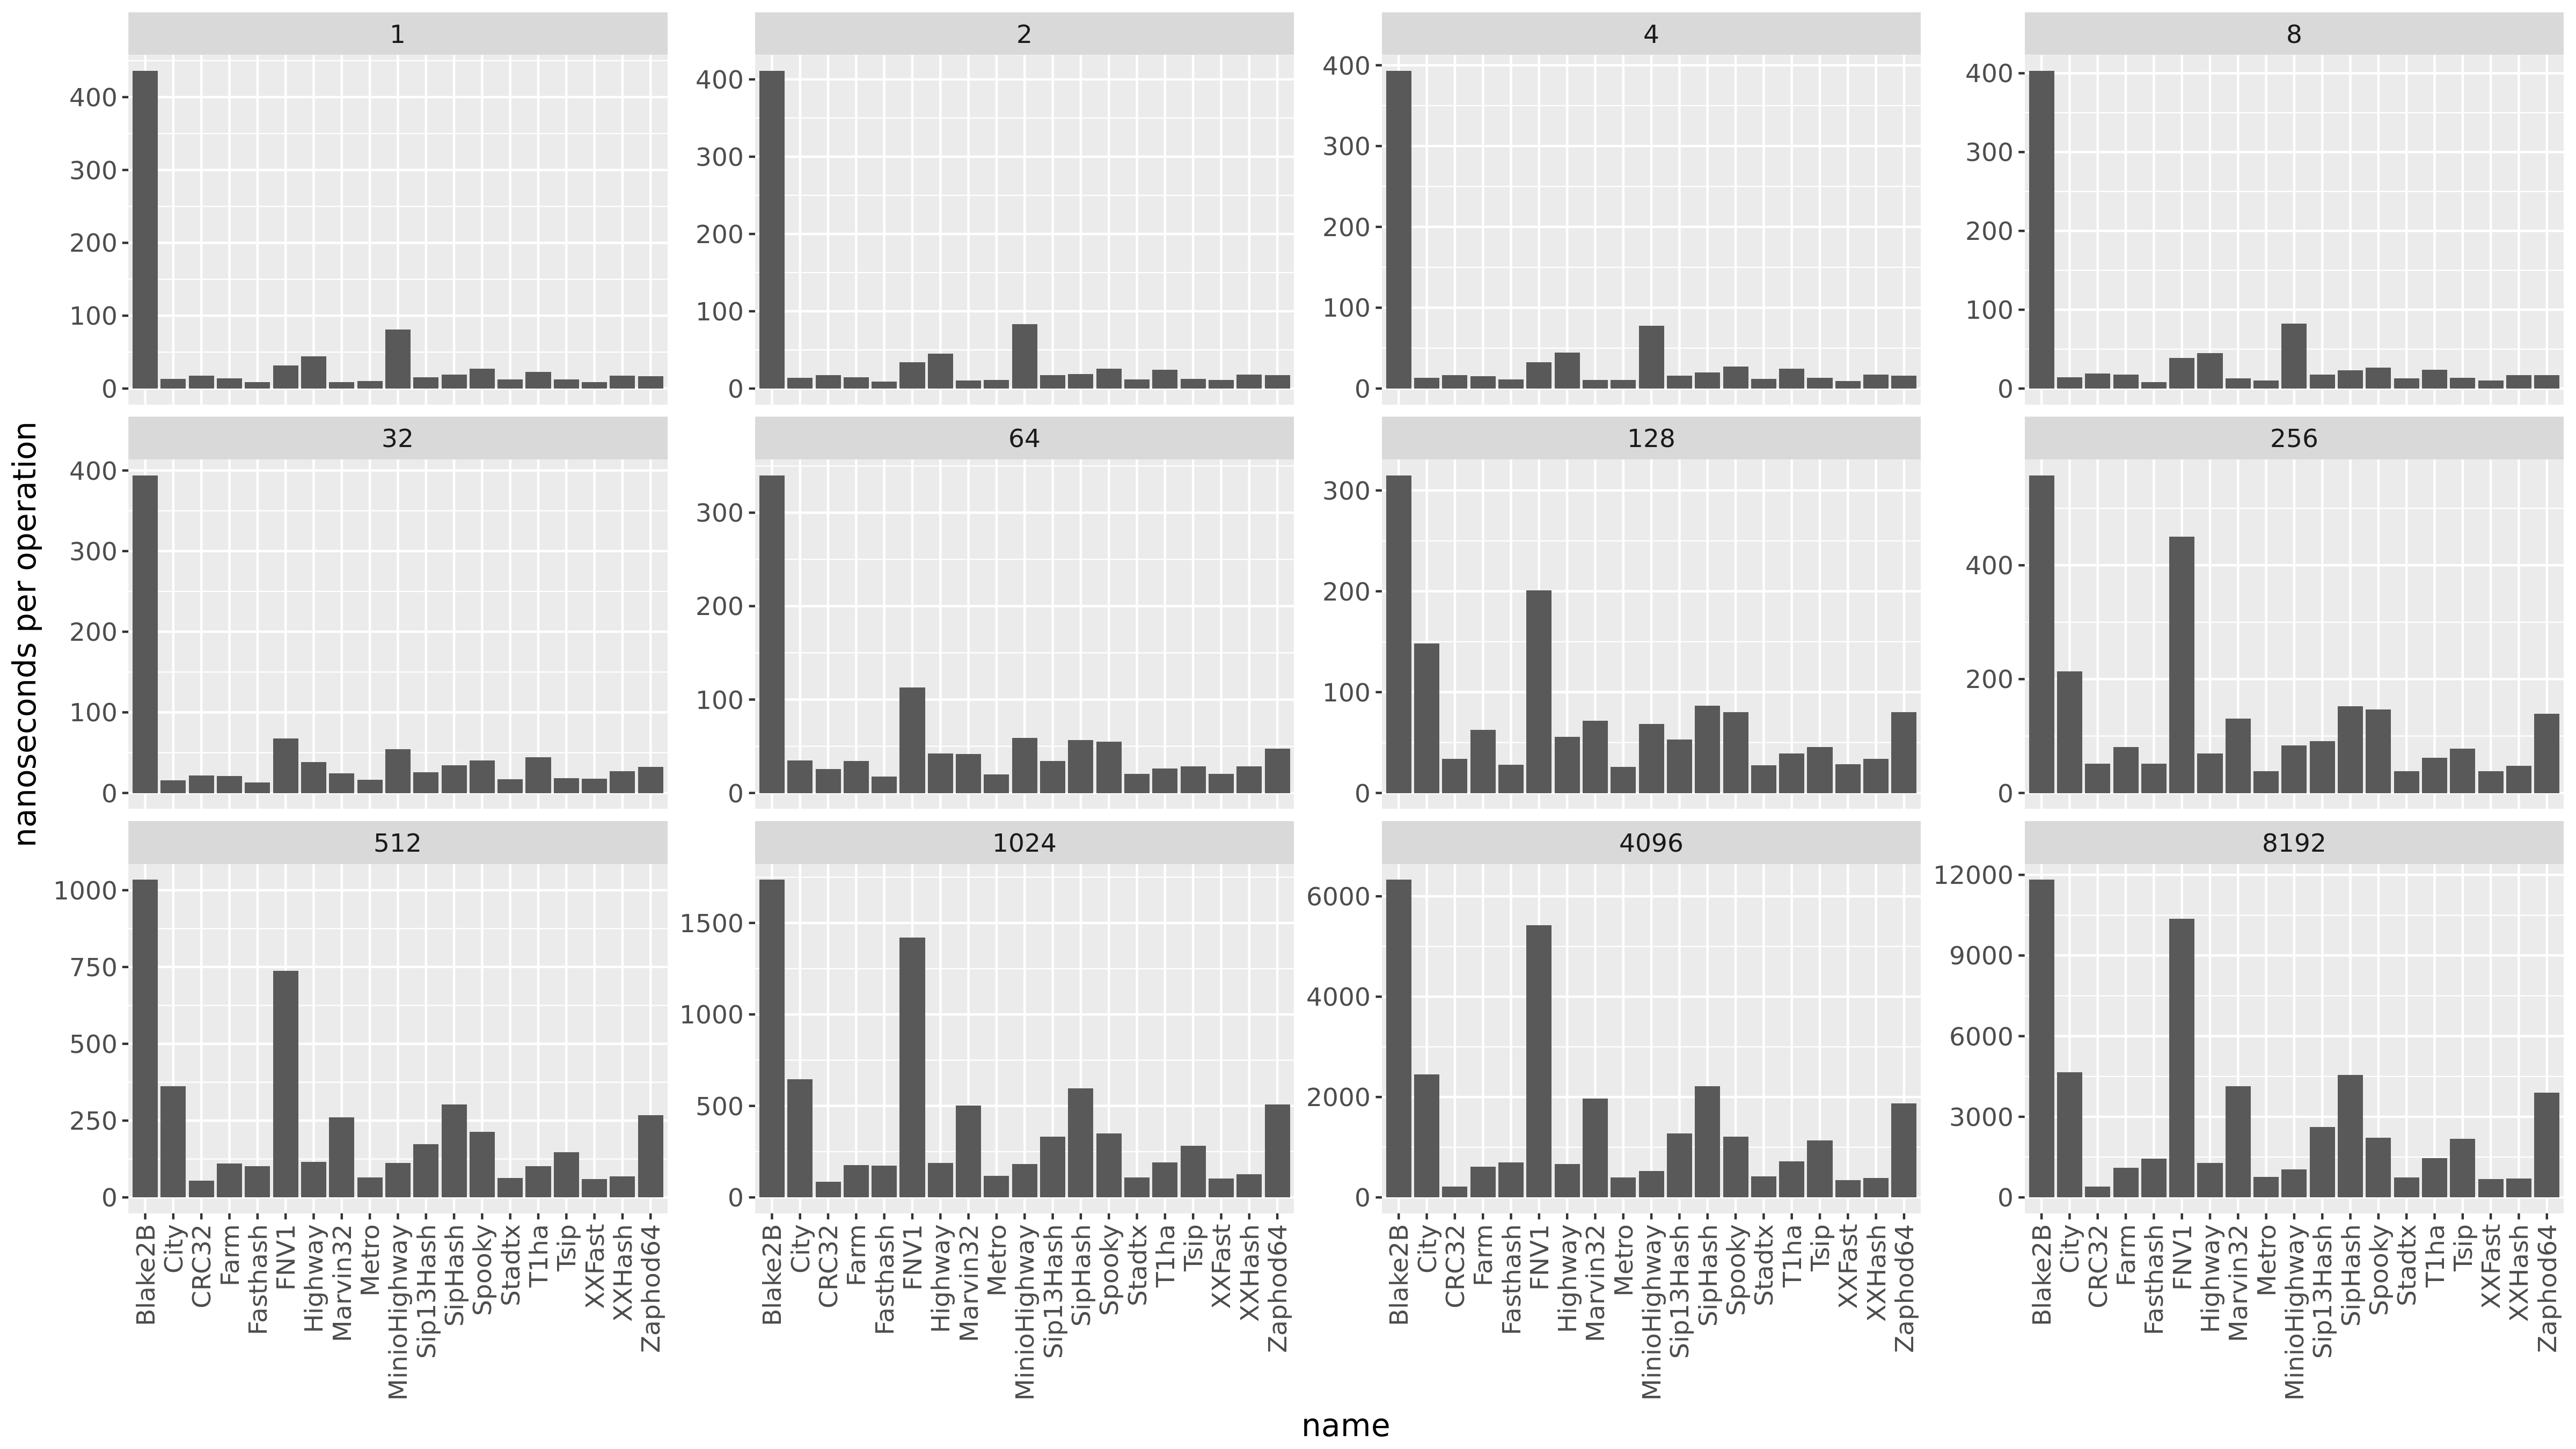 nanoseconds per operation
1
400
300
200
100
0
2
400
300
200
100
0
4
400
300
200
100
0
8
400
300
200
100
0
32
400
300
200
100
0
64
300
200
100
0
128
300
200
100
0
256
400
200
0
512
1000
750
500
250
0
Blake2B
City
CRC32
Farm
Fasthash
FNV1
Highway
Marvin32
Metro
MinioHighway
Sip13Hash
SipHash
Spooky
Stadtx
T1ha
Tsip
XXFast
XXHash
Zaphod64
1024
1500
1000
500
0
Blake2B
City
CRC32
Farm
Fasthash
FNV1
Highway
Marvin32
Metro
MinioHighway
Sip13Hash
SipHash
Spooky
Stadtx
T1ha
Tsip
XXFast
XXHash
Zaphod64
4096
6000
4000
2000
0
Blake2B
City
CRC32
Farm
Fasthash
FNV1
Highway
Marvin32
Metro
MinioHighway
Sip13Hash
SipHash
Spooky
Stadtx
T1ha
Tsip
XXFast
XXHash
Zaphod64
8192
12000
9000
6000
3000
0
Blake2B
City
CRC32
Farm
Fasthash
FNV1
Highway
Marvin32
Metro
MinioHighway
Sip13Hash
SipHash
Spooky
Stadtx
T1ha
Tsip
XXFast
XXHash
Zaphod64
name